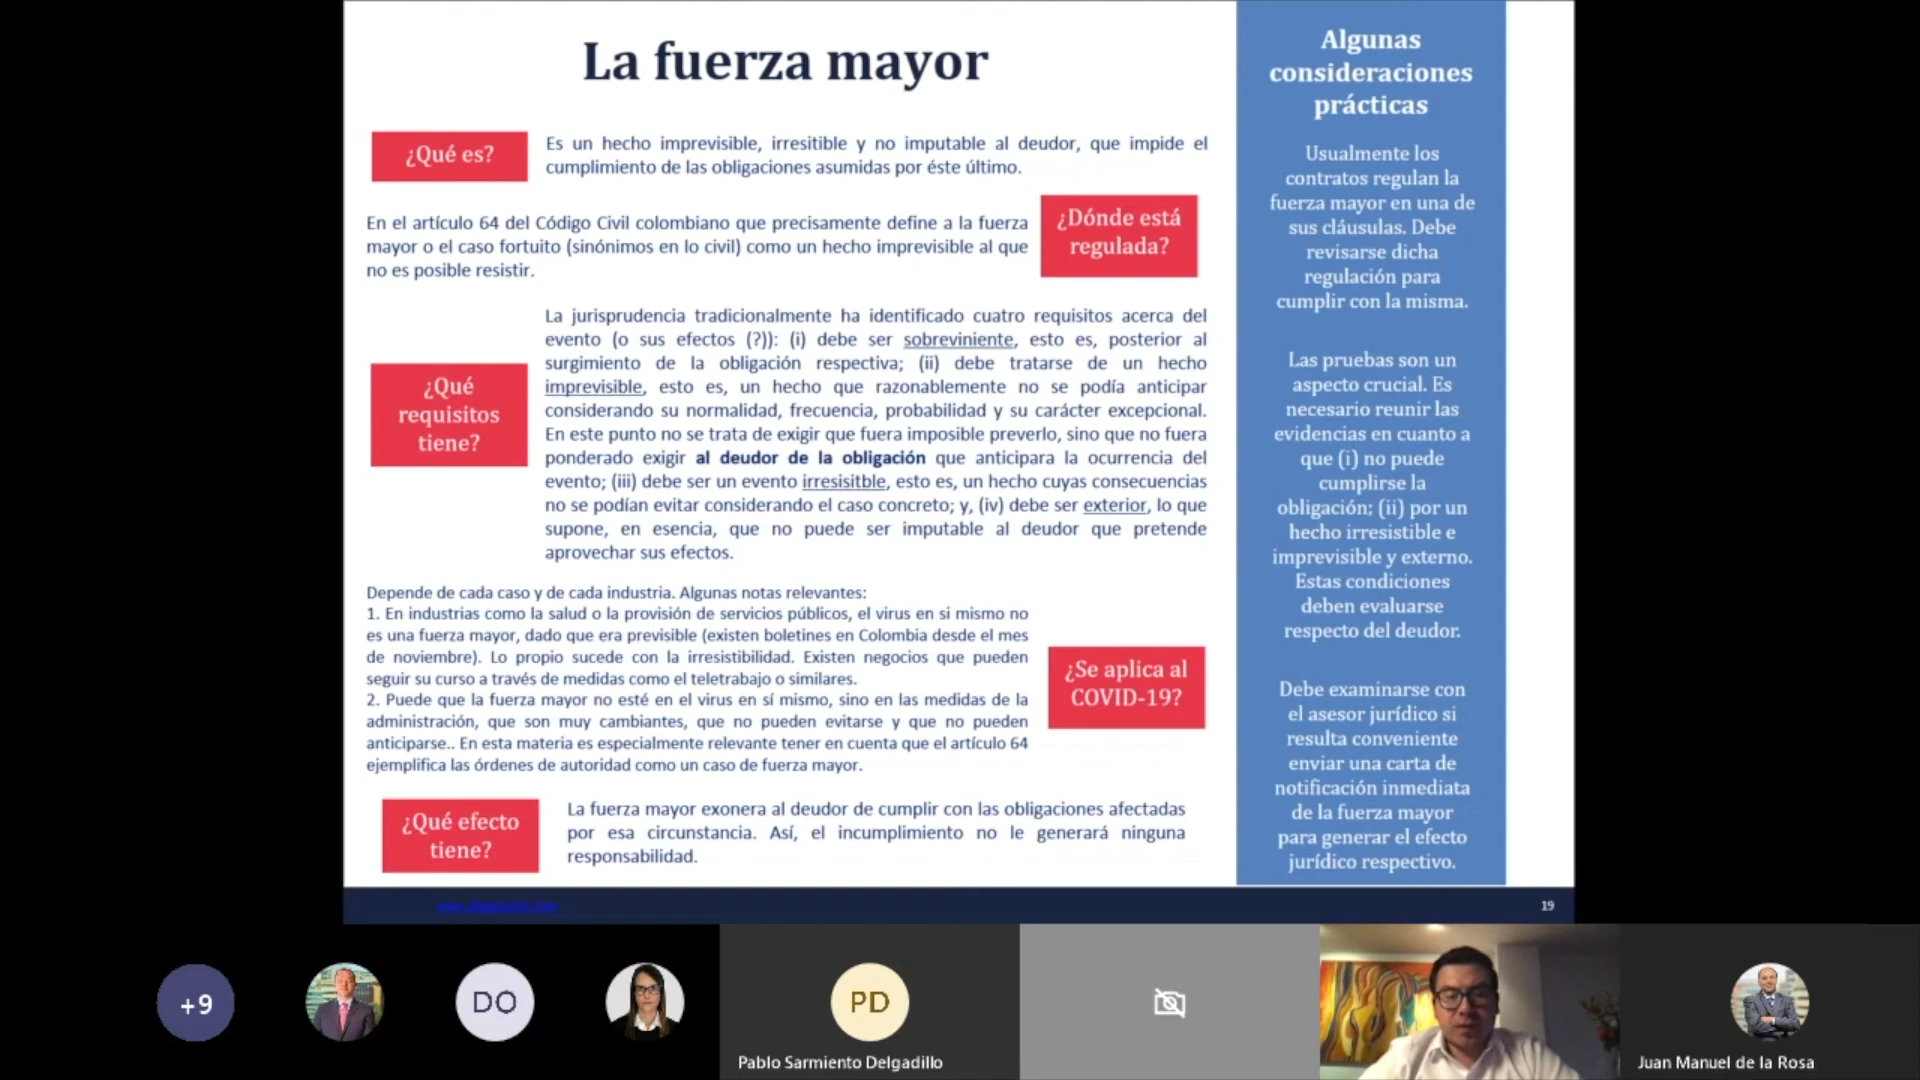 La fuerza mayor
¿Qué es?
Es un hecho imprevisible, irresitible y no imputable al deudor, que impide el
cumplimiento de las obligaciones asumidas por éste último.
En el artículo 64 del Código Civil colombiano que precisamente define a la fuerza
mayor o el caso fortuito (sinónimos en lo civil) como un hecho imprevisible al que
no es posible resistir.
¿Dónde está
regulada?
¿Qué
requisitos
tiene?
La jurisprudencia tradicionalmente ha identificado cuatro requisitos acerca del
evento (o sus efectos (?)): (i) debe ser sobreviniente, esto es, posterior al
surgimiento de la obligación respectiva; (ii) debe tratarse de un hecho
imprevisible, esto es, un hecho que razonablemente no se podía anticipar
considerando su normalidad, frecuencia, probabilidad y su carácter excepcional.
En este punto no se trata de exigir que fuera imposible preverlo, sino que no fuera
ponderado exigir al deudor de la obligación que anticipara la ocurrencia del
evento; (iii) debe ser un evento irresisitble, esto es, un hecho cuyas consecuencias
no se podían evitar considerando el caso concreto; y, (iv) debe ser exterior, lo que
supone, en esencia, que no puede ser imputable al deudor que pretende
aprovechar sus efectos.
Depende de cada caso y de cada industria. Algunas notas relevantes:
1. En industrias como la salud o la provisión de servicios públicos, el virus en si mismo no
es una fuerza mayor, dado que era previsible (existen boletines en Colombia desde el mes
de noviembre). Lo propio sucede con la irresistibilidad. Existen negocios que pueden
seguir su curso a través de medidas como el teletrabajo o similares.
2. Puede que la fuerza mayor no esté en el virus en sí mismo, sino en las medidas de la
administración, que son muy cambiantes, que no pueden evitarse y que no pueden
anticiparse.. En esta materia es especialmente relevante tener en cuenta que el artículo 64
ejemplifica las órdenes de autoridad como un caso de fuerza mayor.
¿Se aplica al
COVID-19?
¿Qué efecto
tiene?
La fuerza mayor exonera al deudor de cumplir con las obligaciones afectadas
por esa circunstancia. Así, el incumplimiento no le generará ninguna
responsabilidad.
Algunas
consideraciones
prácticas
Usualmente los
contratos regulan la
fuerza mayor en una de
sus cláusulas. Debe
revisarse dicha
regulación para
cumplir con la misma.
Las pruebas son un
aspecto crucial. Es
necesario reunir las
evidencias en cuanto a
que (i) no puede
cumplirse la
obligación; (ii) por un
hecho irresistible e
imprevisible y externo.
Estas condiciones
deben evaluarse
respecto del deudor.
Debe examinarse con
el asesor jurídico si
resulta conveniente
enviar una carta de
notificación inmediata
de la fuerza mayor
para generar el efecto
jurídico respectivo.
19
+9
DO
PD
Pablo Sarmiento Delgadillo
Juan Manuel de la Rosa